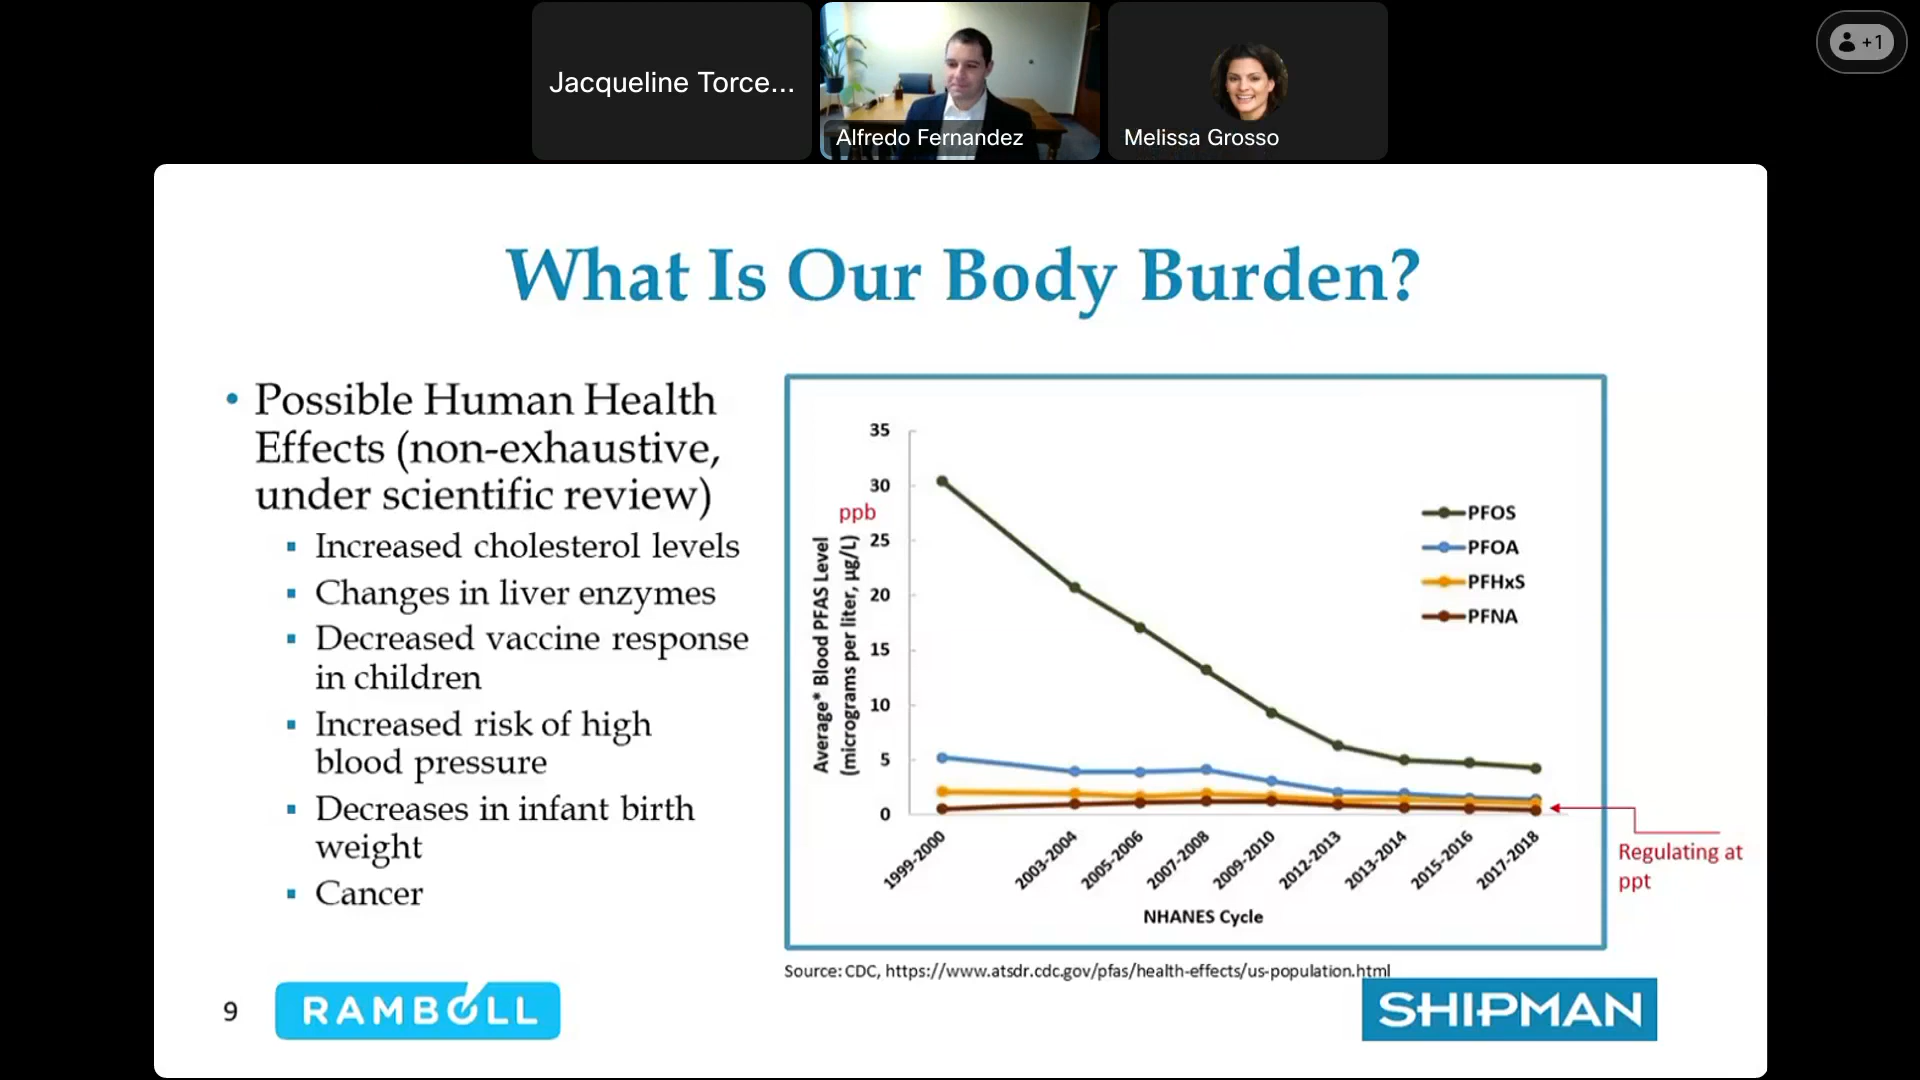 Jacqueline Torce...
Alfredo Fernandez
Melissa Grosso
+1
What Is Our Body Burden?
• Possible Human Health
Effects (non-exhaustive,
under scientific review)
▪ Increased cholesterol levels
▪ Changes in liver enzymes
▪ Decreased vaccine response
in children
▪ Increased risk of high
blood pressure
▪ Decreases in infant birth
weight
▪ Cancer
ppb
Average* Blood PFAS Level
(micrograms per liter, µg/L)
35
30
25
20
15
10
5
0
PFOS
PFOA
PFHxS
PFNA
1999-2000
2003-2004
2005-2006
2007-2008
2009-2010
2012-2013
2013-2014
2015-2016
2017-2018
NHANES Cycle
Regulating at
ppt
Source: CDC, https://www.atsdr.cdc.gov/pfas/health-effects/us-population.html
9
RAMBOLL
SHIPMAN